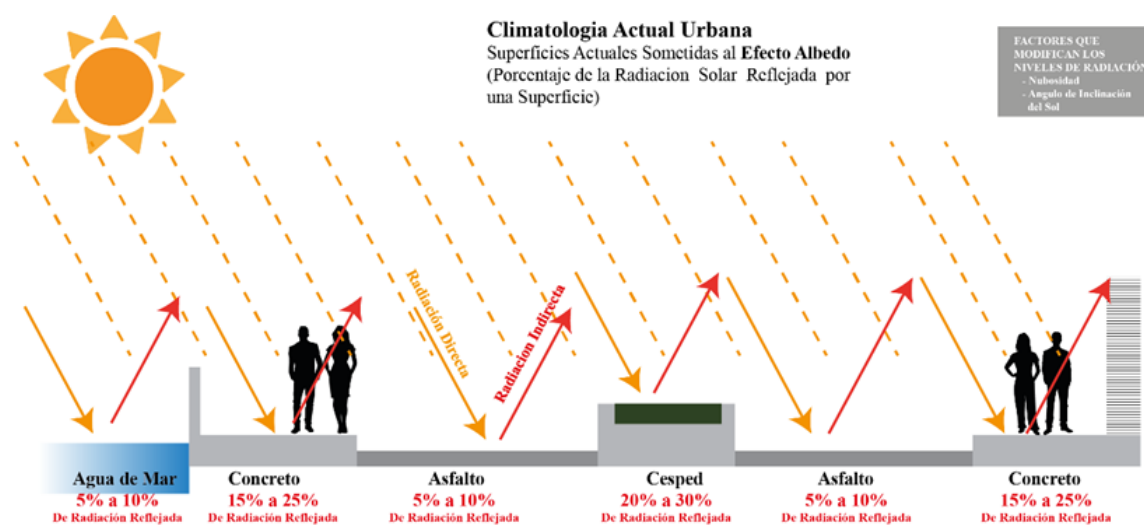 Climatologia Actual Urbana
Superficies Actuales Sometidas al Efecto Albedo
(Porcentaje de la Radiacion Solar Reflejada por
una Superficie)
FACTORES QUE
MODIFICAN LOS
NIVELES DE RADIACIÓN
- Nubosidad
- Angulo de Inclinación
del Sol
Radiación Directa
Radiacion Indirecta
Agua de Mar
5% a 10%
De Radiación Reflejada
Concreto
15% a 25%
De Radiación Reflejada
Asfalto
5% a 10%
De Radiación Reflejada
Cesped
20% a 30%
De Radiación Reflejada
Asfalto
5% a 10%
De Radiación Reflejada
Concreto
15% a 25%
De Radiación Reflejada